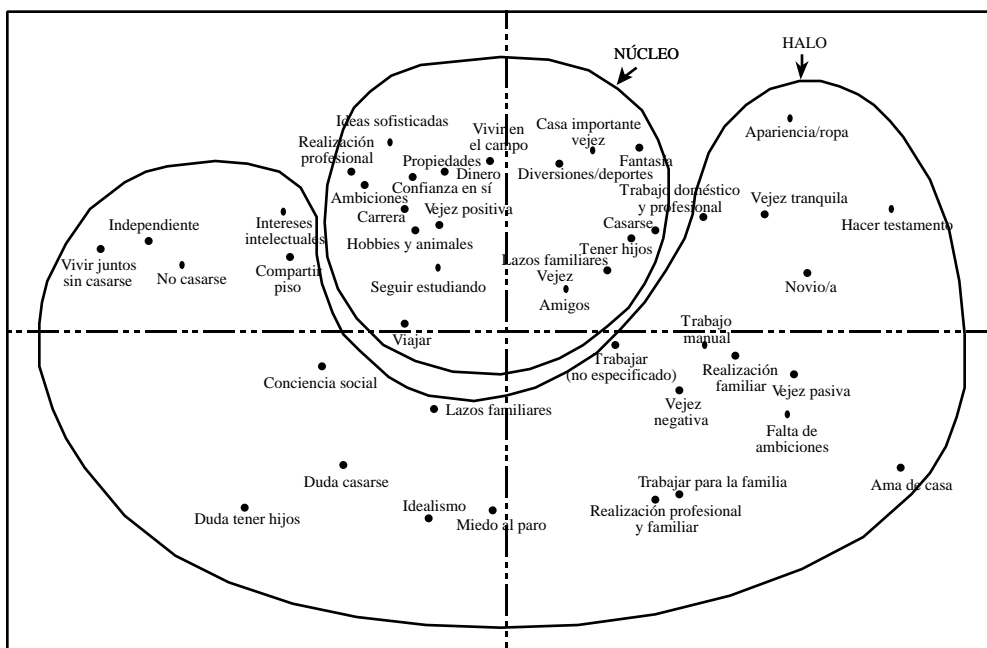 NÚCLEO
HALO
Apariencia/ropa
Ideas sofisticadas
Vivir en
el campo
Casa importante
vejez
Realización
profesional
Propiedades
Dinero
Diversiones/deportes
Fantasía
Confianza en sí
Ambiciones
Trabajo doméstico
y profesional
Vejez tranquila
Carrera
Vejez positiva
Casarse
Hacer testamento
Independiente
Intereses
intelectuales
Hobbies y animales
Tener hijos
Vivir juntos
sin casarse
No casarse
Compartir
piso
Seguir estudiando
Lazos familiares
Vejez
Amigos
Novio/a
Viajar
Trabajo
manual
Trabajar
(no especificado)
Realización
familiar
Conciencia social
Vejez pasiva
Lazos familiares
Vejez
negativa
Falta de
ambiciones
Duda casarse
Trabajar para la familia
Ama de casa
Duda tener hijos
Idealismo
Miedo al paro
Realización profesional
y familiar